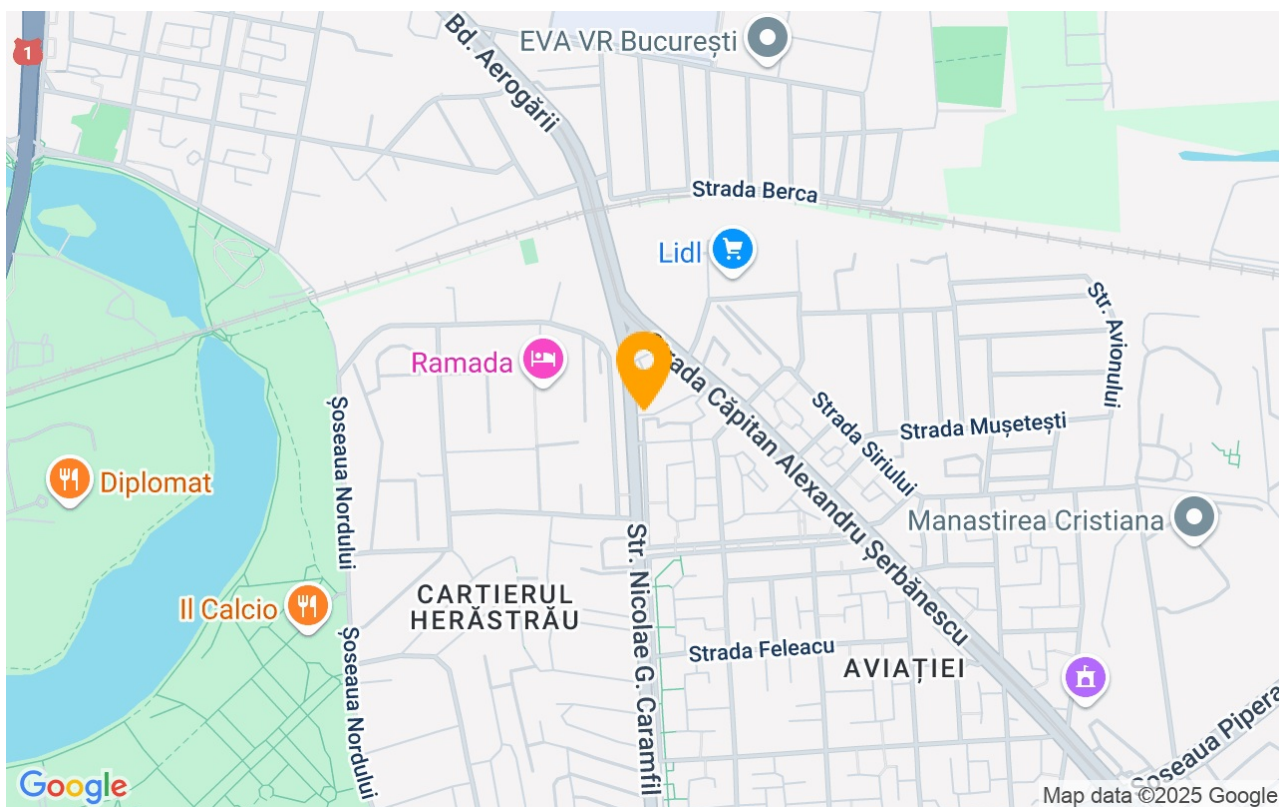 1
Bd. Aerogării
EVA VR București
Strada Berca
Lidl
Str. Avionului
Ramada
Strada Căpitan Alexandru Șerbănescu
Șoseaua Nordului
Strada Siriului
Strada Mușetești
Diplomat
Manastirea Cristiana
Str. Nicolae G. Caramfil
CARTIERUL
HERĂSTRĂU
Il Calcio
Șoseaua Nordului
Strada Feleacu
AVIAȚIEI
Șoseaua Pipera
Google
Map data ©2025 Google